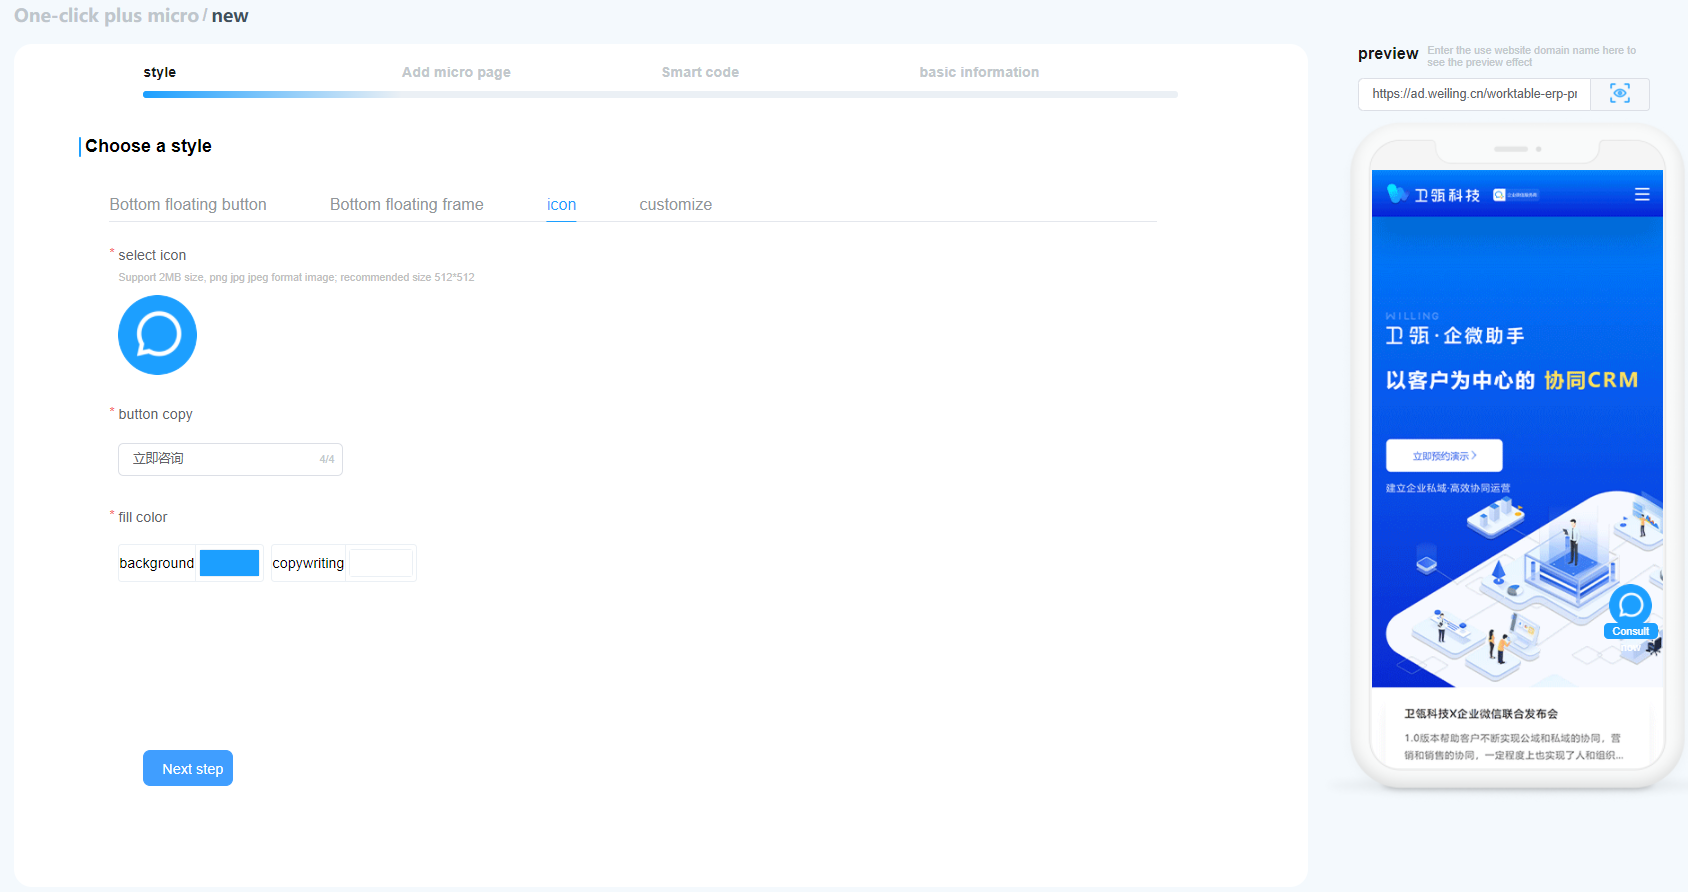 One-click plus micro / new
style
Add micro page
Smart code
basic information
preview
Enter the use website domain name here to
see the preview effect
https://ad.weiling.cn/worktable-erp-pr
Choose a style
Bottom floating button
Bottom floating frame
icon
customize
* select icon
Support 2MB size, png jpg jpeg format image; recommended size 512*512
* button copy
立即咨询
4/4
* fill color
background
copywriting
Next step
卫瓴科技
WILLING
卫瓴·企微助手
以客户为中心的 协同CRM
立即预约演示
建立企业私域·高效协同运营
Consult
now
卫瓴科技X企业微信联合发布会
1.0版本帮助客户不断实现公域和私域的协同，营
销和销售的协同，一定程度上也实现了人和组织...